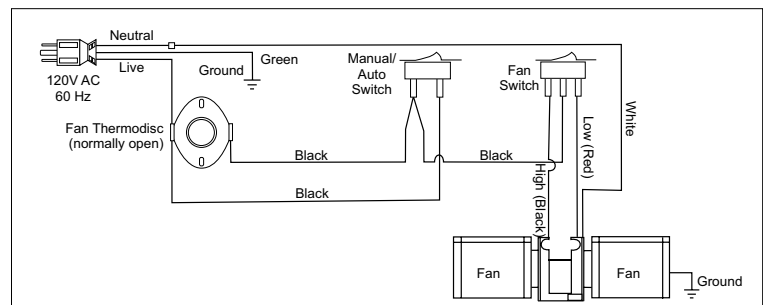 Neutral
Live
120V AC
60 Hz
Green
Ground
Manual/
Auto
Switch
Fan
Switch
Fan Thermodisc
(normally open)
Black
Black
Black
High (Black)
Low (Red)
White
Fan
Fan
Ground